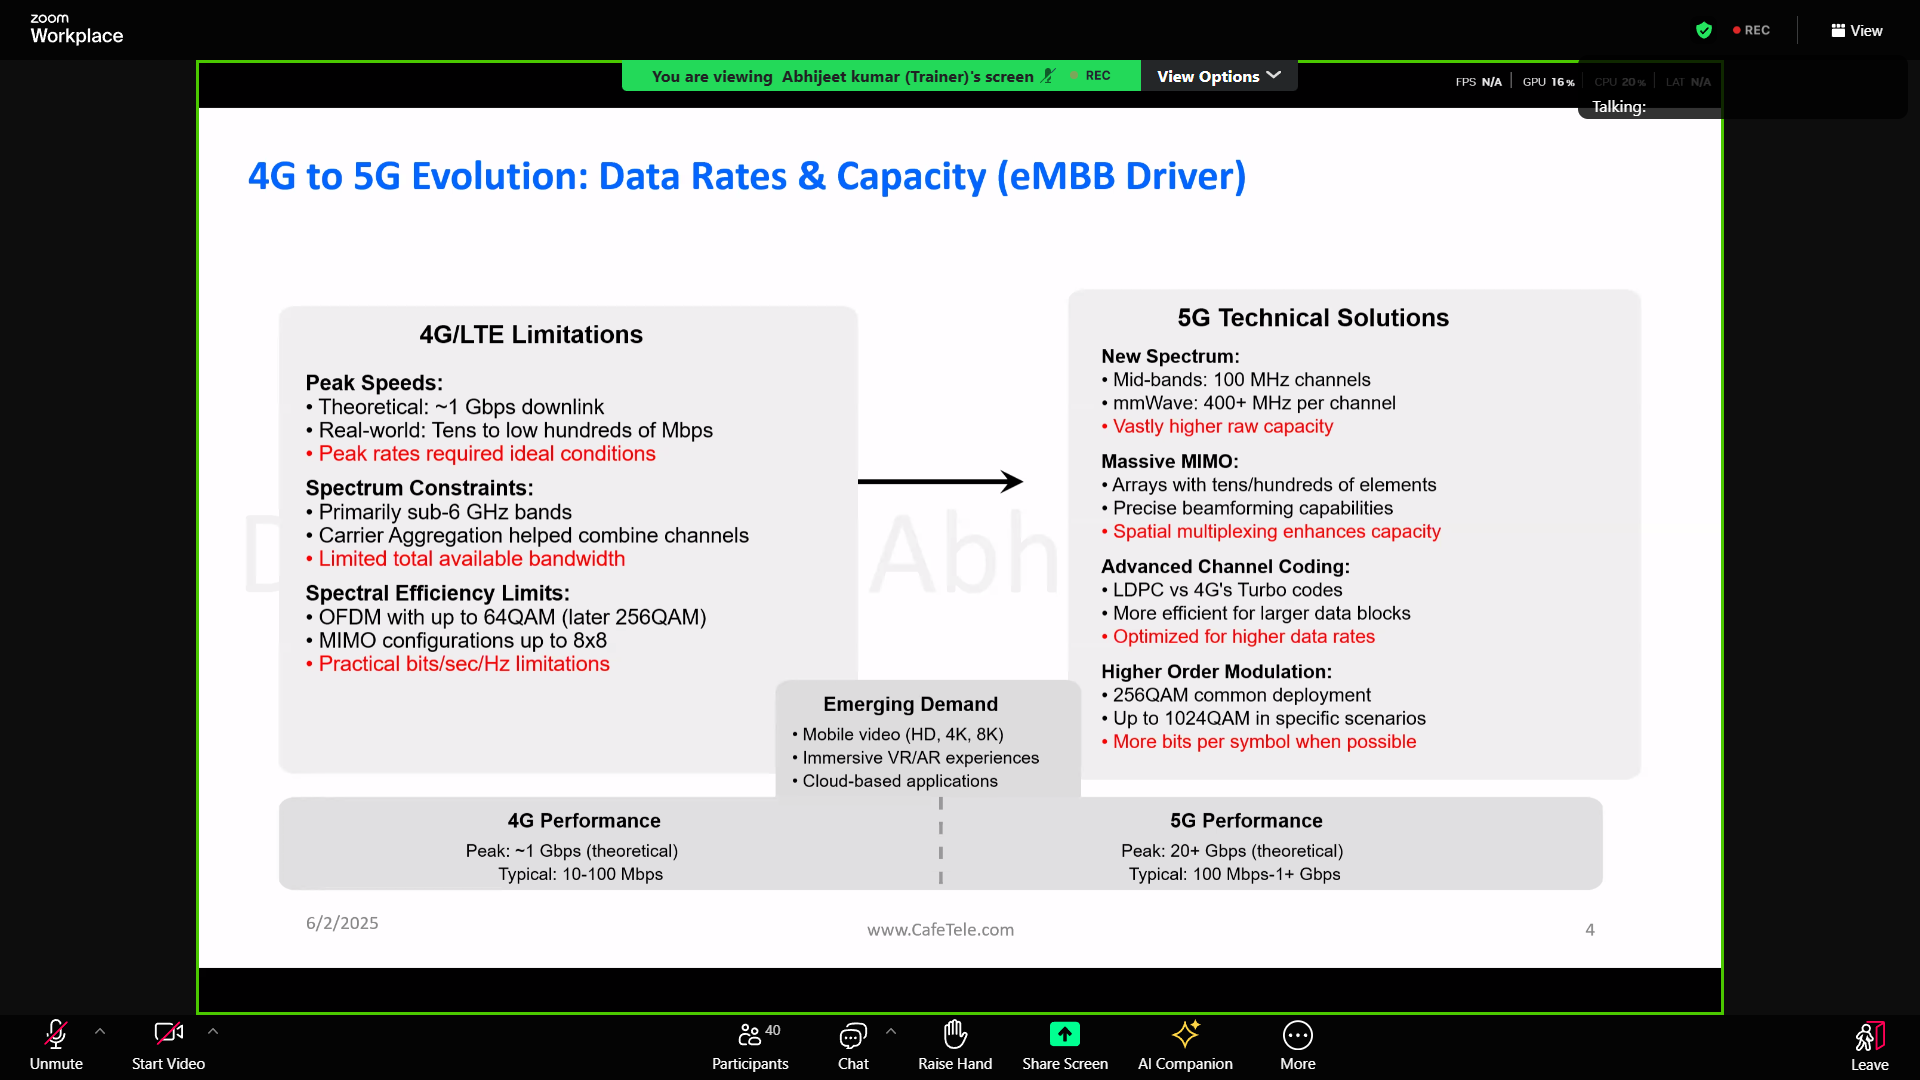 zoom
Workplace
REC
View
You are viewing Abhijeet kumar (Trainer)'s screen
REC
View Options
FPS N/A | GPU 16% | CPU 20% | LAT N/A
Talking:
4G to 5G Evolution: Data Rates & Capacity (eMBB Driver)
4G/LTE Limitations
Peak Speeds:
• Theoretical: ~1 Gbps downlink
• Real-world: Tens to low hundreds of Mbps
• Peak rates required ideal conditions
Spectrum Constraints:
• Primarily sub-6 GHz bands
• Carrier Aggregation helped combine channels
• Limited total available bandwidth
Spectral Efficiency Limits:
• OFDM with up to 64QAM (later 256QAM)
• MIMO configurations up to 8x8
• Practical bits/sec/Hz limitations
5G Technical Solutions
New Spectrum:
• Mid-bands: 100 MHz channels
• mmWave: 400+ MHz per channel
• Vastly higher raw capacity
Massive MIMO:
• Arrays with tens/hundreds of elements
• Precise beamforming capabilities
• Spatial multiplexing enhances capacity
Advanced Channel Coding:
• LDPC vs 4G's Turbo codes
• More efficient for larger data blocks
• Optimized for higher data rates
Higher Order Modulation:
• 256QAM common deployment
• Up to 1024QAM in specific scenarios
• More bits per symbol when possible
Emerging Demand
• Mobile video (HD, 4K, 8K)
• Immersive VR/AR experiences
• Cloud-based applications
4G Performance
Peak: ~1 Gbps (theoretical)
Typical: 10-100 Mbps
5G Performance
Peak: 20+ Gbps (theoretical)
Typical: 100 Mbps-1+ Gbps
6/2/2025
www.CafeTele.com
4
Unmute
Start Video
40
Participants
Chat
Raise Hand
Share Screen
AI Companion
More
Leave